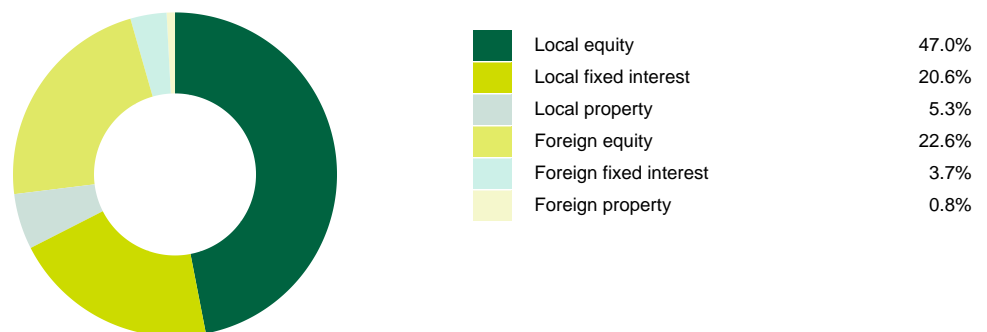 Local equity 47.0%
Local fixed interest 20.6%
Local property 5.3%
Foreign equity 22.6%
Foreign fixed interest 3.7%
Foreign property 0.8%